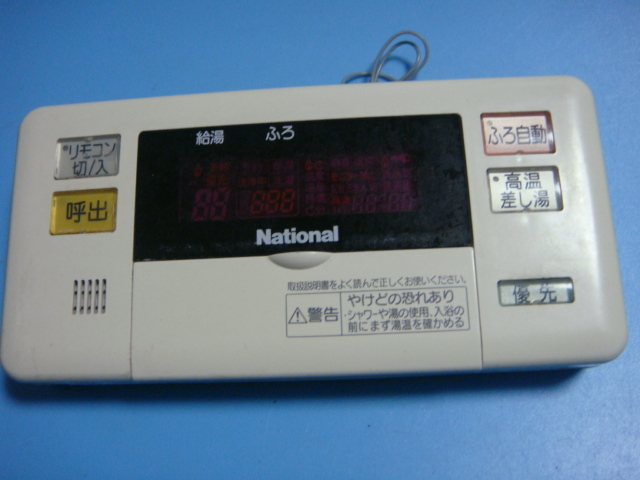 給湯 ふろ
リモコン
切/入
呼出
ふろ自動
高温
差し湯
優先
National
取扱説明書をよく読んで正しくお使いください。
警告
やけどの恐れあり
・シャワーや湯の使用、入浴の
前にまず湯温を確かめる